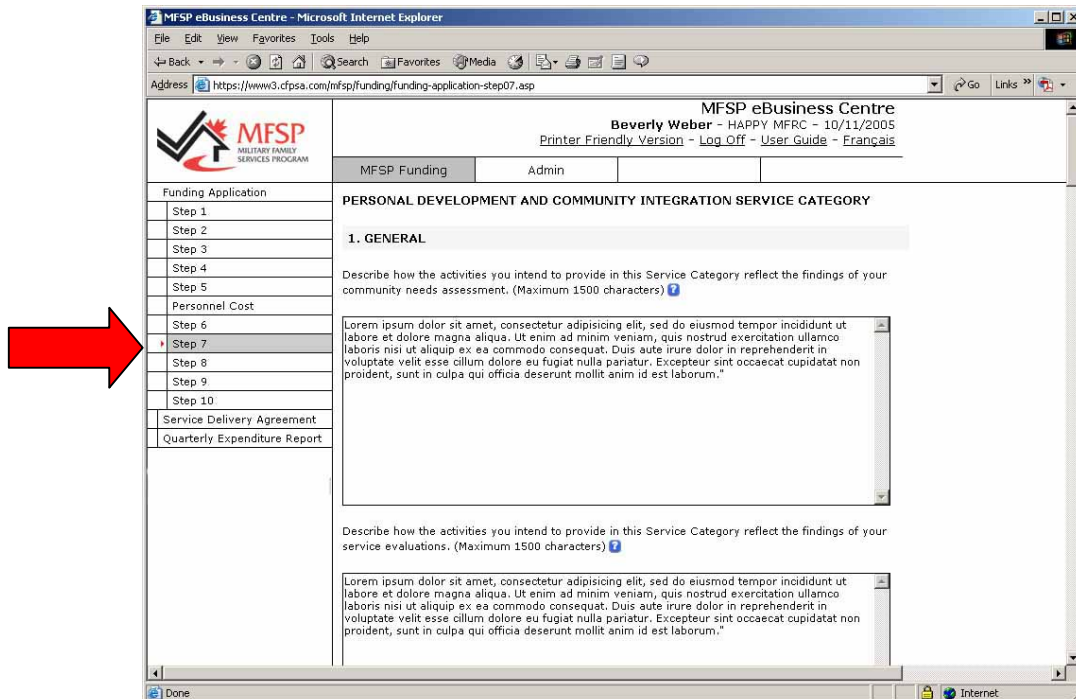 MFSP eBusiness Centre - Microsoft Internet Explorer
File Edit View Favorites Tools Help
Back Search Favorites Media
Address https://www3.cfpsa.com/mfsp/funding/funding-application-step07.asp Go Links »
MFSP
MILITARY FAMILY
SERVICES PROGRAM
MFSP eBusiness Centre
Beverly Weber - HAPPY MFRC - 10/11/2005
Printer Friendly Version - Log Off - User Guide - Français
MFSP Funding Admin
Funding Application
Step 1
Step 2
Step 3
Step 4
Step 5
Personnel Cost
Step 6
Step 7
Step 8
Step 9
Step 10
Service Delivery Agreement
Quarterly Expenditure Report
PERSONAL DEVELOPMENT AND COMMUNITY INTEGRATION SERVICE CATEGORY
1. GENERAL
Describe how the activities you intend to provide in this Service Category reflect the findings of your
community needs assessment. (Maximum 1500 characters) ?
Lorem ipsum dolor sit amet, consectetur adipisicing elit, sed do eiusmod tempor incididunt ut
labore et dolore magna aliqua. Ut enim ad minim veniam, quis nostrud exercitation ullamco
laboris nisi ut aliquip ex ea commodo consequat. Duis aute irure dolor in reprehenderit in
voluptate velit esse cillum dolore eu fugiat nulla pariatur. Excepteur sint occaecat cupidatat non
proident, sunt in culpa qui officia deserunt mollit anim id est laborum."
Describe how the activities you intend to provide in this Service Category reflect the findings of your
service evaluations. (Maximum 1500 characters) ?
Lorem ipsum dolor sit amet, consectetur adipisicing elit, sed do eiusmod tempor incididunt ut
labore et dolore magna aliqua. Ut enim ad minim veniam, quis nostrud exercitation ullamco
laboris nisi ut aliquip ex ea commodo consequat. Duis aute irure dolor in reprehenderit in
voluptate velit esse cillum dolore eu fugiat nulla pariatur. Excepteur sint occaecat cupidatat non
proident, sunt in culpa qui officia deserunt mollit anim id est laborum."
Done Internet